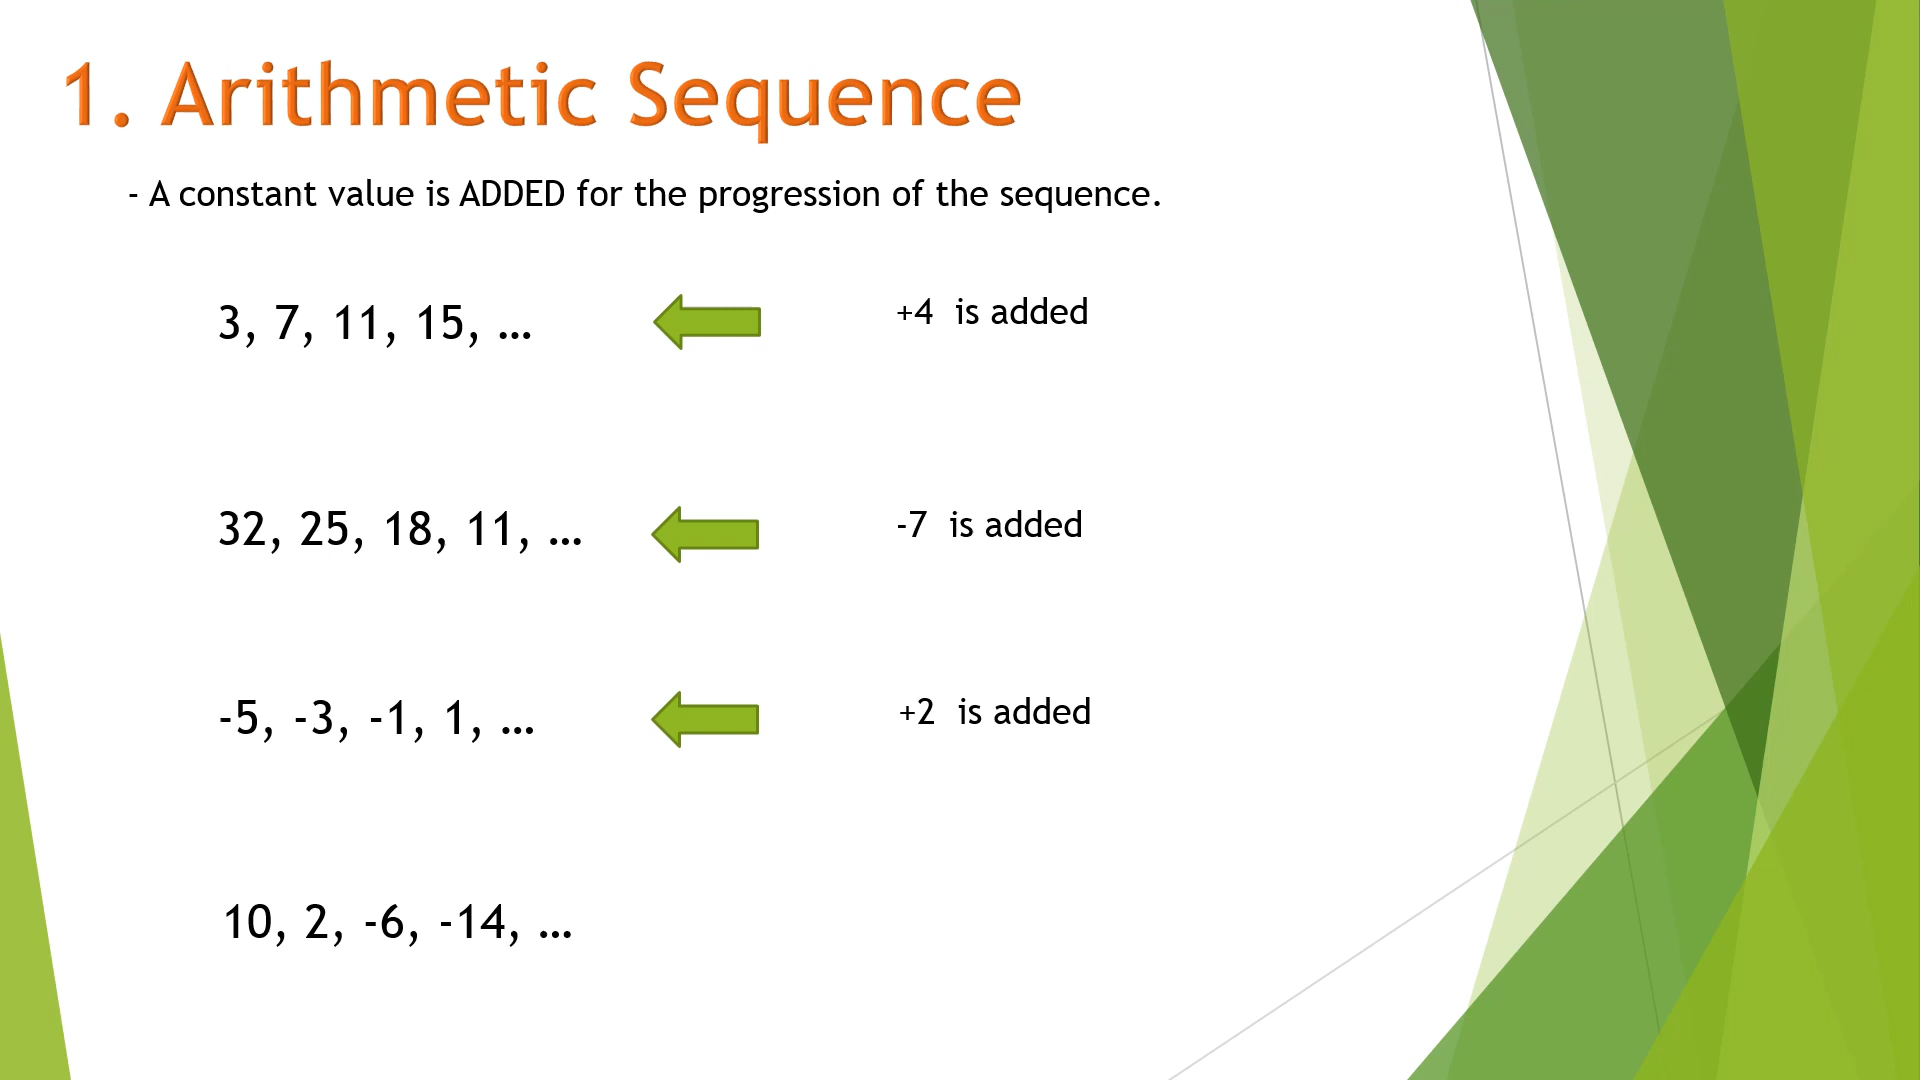 1. Arithmetic Sequence
- A constant value is ADDED for the progression of the sequence.
3, 7, 11, 15, ...
+4 is added
32, 25, 18, 11, ...
-7 is added
-5, -3, -1, 1, ...
+2 is added
10, 2, -6, -14, ...